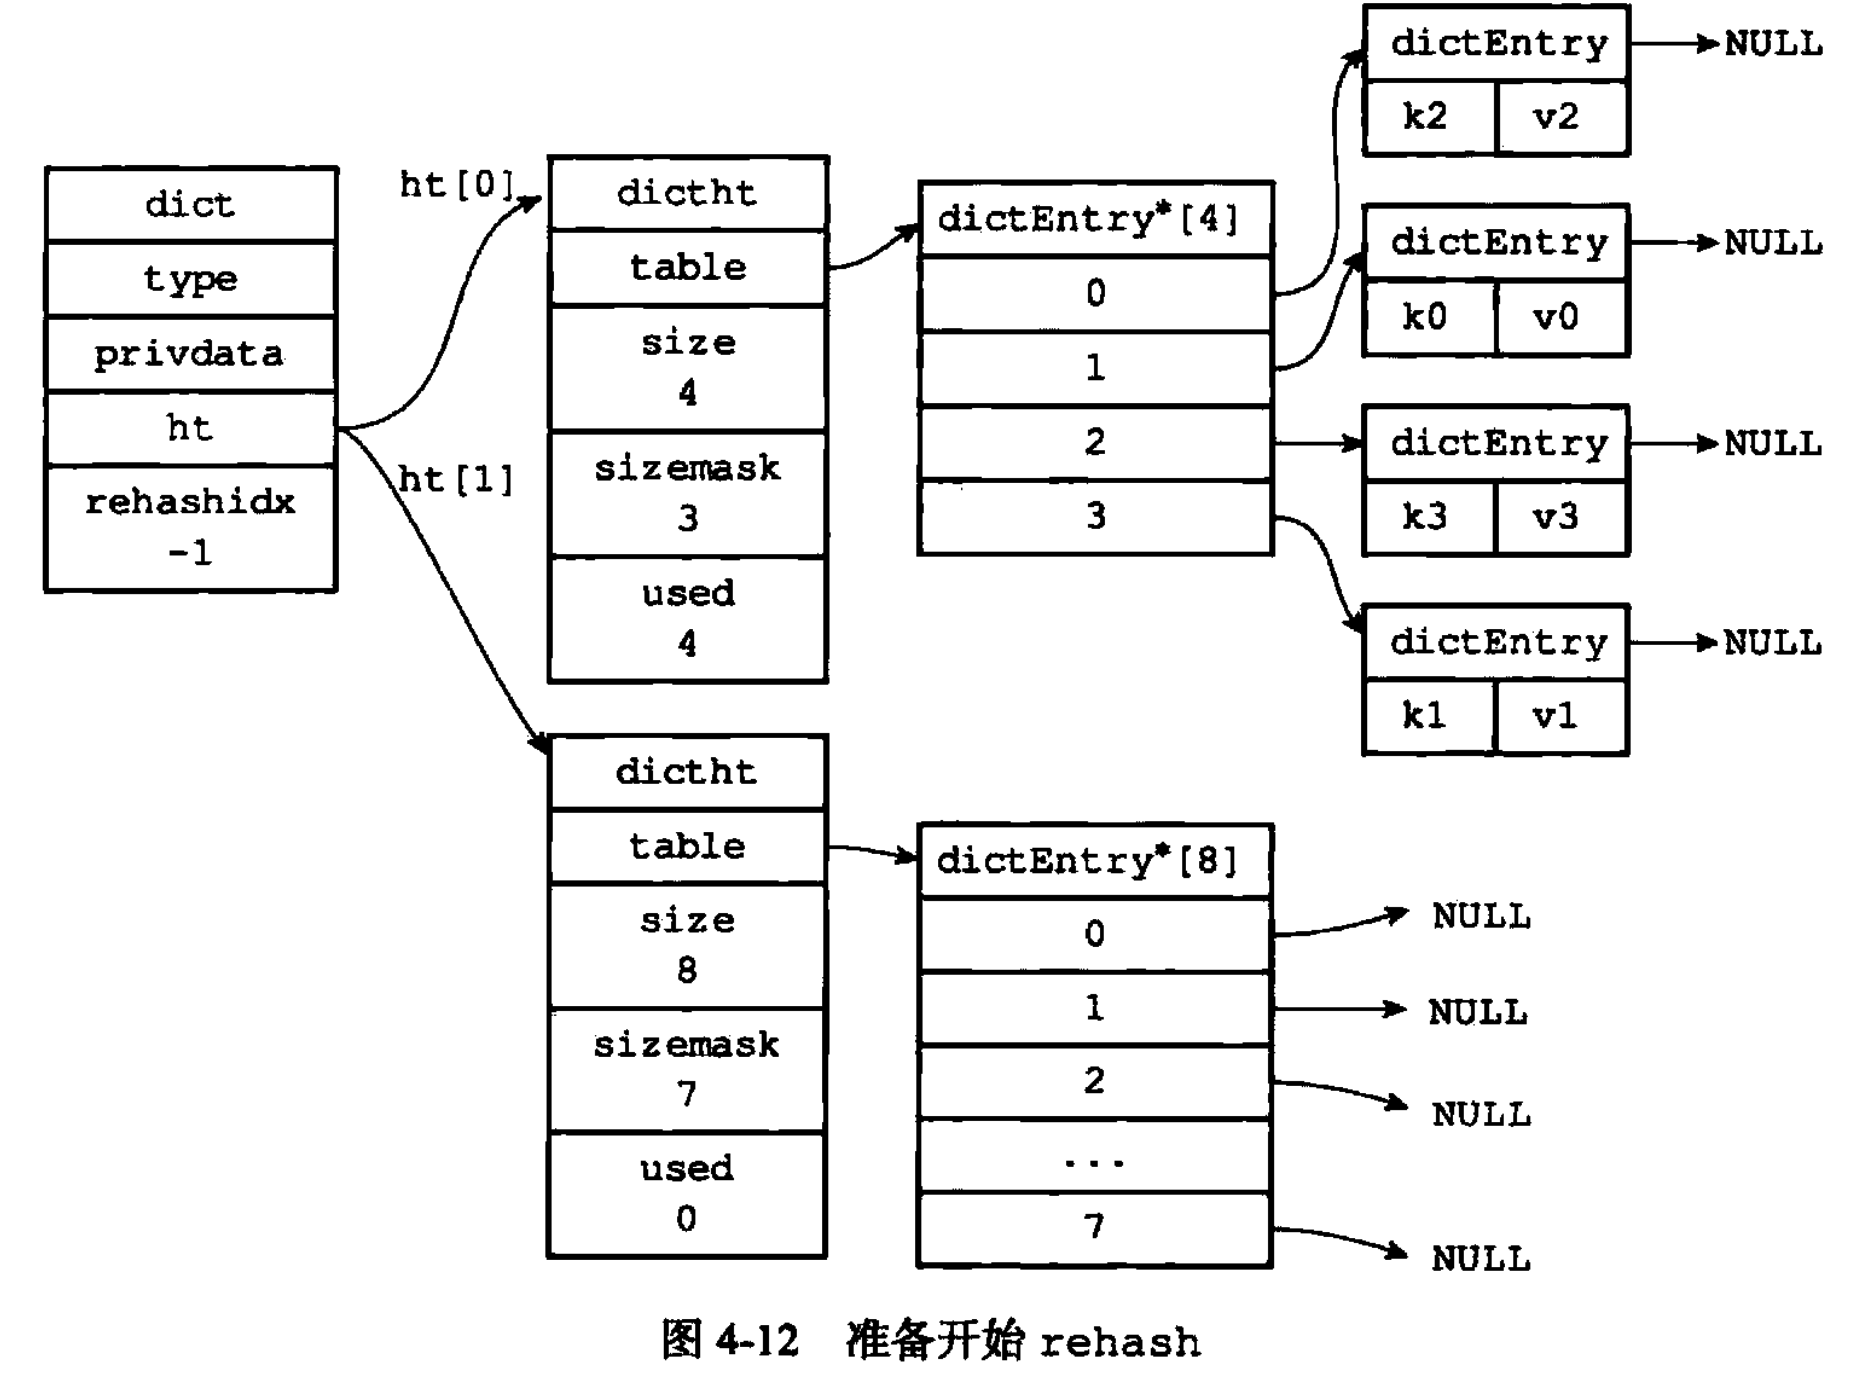 dict
type
privdata
ht
rehashidx
-1
ht[0]
ht[1]
dictht
table
size
4
sizemask
3
used
4
dictEntry*[4]
0
1
2
3
dictEntry
k2 v2
NULL
dictEntry
k0 v0
NULL
dictEntry
k3 v3
NULL
dictEntry
k1 v1
NULL
dictht
table
size
8
sizemask
7
used
0
dictEntry*[8]
0
1
2
...
7
NULL
NULL
NULL
NULL
图 4-12 准备开始 rehash